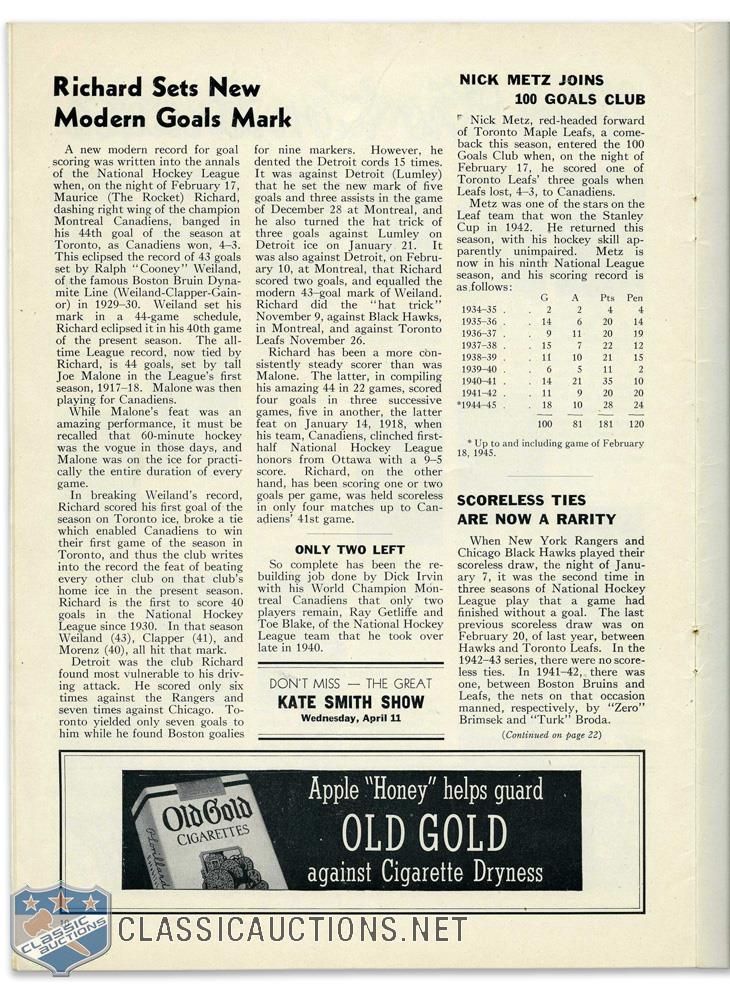 Richard Sets New
Modern Goals Mark
A new modern record for goal
scoring was written into the annals
of the National Hockey League
when, on the night of February 17,
Maurice (The Rocket) Richard,
dashing right wing of the champion
Montreal Canadiens, banged in
his 44th goal of the season at
Toronto, as Canadiens won, 4–3.
This eclipsed the record of 43 goals
set by Ralph "Cooney" Weiland,
of the famous Boston Bruin Dyna-
mite Line (Weiland-Clapper-Gain-
or) in 1929-30. Weiland set his
mark in a 44-game schedule,
Richard eclipsed it in his 40th game
of the present season. The all-
time League record, now tied by
Richard, is 44 goals, set by tall
Joe Malone in the League's first
season, 1917-18. Malone was then
playing for Canadiens.
While Malone's feat was an
amazing performance, it must be
recalled that 60-minute hockey
was the vogue in those days, and
Malone was on the ice for practi-
cally the entire duration of every
game.
In breaking Weiland's record,
Richard scored his first goal of the
season on Toronto ice, broke a tie
which enabled Canadiens to win
their first game of the season in
Toronto, and thus the club writes
into the record the feat of beating
every other club on that club's
home ice in the present season.
Richard is the first to score 40
goals in the National Hockey
League since 1930. In that season
Weiland (43), Clapper (41), and
Morenz (40), all hit that mark.
Detroit was the club Richard
found most vulnerable to his driv-
ing attack. He scored only six
times against the Rangers and
seven times against Chicago. To-
ronto yielded only seven goals to
him while he found Boston goalies
for nine markers. However, he
dented the Detroit cords 15 times.
It was against Detroit (Lumley)
that he set the new mark of five
goals and three assists in the game
of December 28 at Montreal, and
he also turned the hat trick of
three goals against Lumley on
Detroit ice on January 21. It
was also against Detroit, on Febru-
ary 10, at Montreal, that Richard
scored two goals, and equalled the
modern 43-goal mark of Weiland.
Richard did the "hat trick"
November 9, against Black Hawks,
in Montreal, and against Toronto
Leafs November 26.
Richard has been a more con-
sistently steady scorer than was
Malone. The latter, in compiling
his amazing 44 in 22 games, scored
four goals in three successive
games, five in another, the latter
feat on January 14, 1918, when
his team, Canadiens, clinched first-
half National Hockey League
honors from Ottawa with a 9–5
score. Richard, on the other
hand, has been scoring one or two
goals per game, was held scoreless
in only four matches up to Can-
adiens' 41st game.
ONLY TWO LEFT
So complete has been the re-
building job done by Dick Irvin
with his World Champion Mon-
treal Canadiens that only two
players remain, Ray Getliffe and
Toe Blake, of the National Hockey
League team that he took over
late in 1940.
DON'T MISS — THE GREAT
KATE SMITH SHOW
Wednesday, April 11
NICK METZ JOINS
100 GOALS CLUB
Nick Metz, red-headed forward
of Toronto Maple Leafs, a come-
back this season, entered the 100
Goals Club when, on the night of
February 17, he scored one of
Toronto Leafs' three goals when
Leafs lost, 4–3, to Canadiens.
Metz was one of the stars on the
Leaf team that won the Stanley
Cup in 1942. He returned this
season, with his hockey skill ap-
parently unimpaired. Metz is
now in his ninth National League
season, and his scoring record is
as follows:
G A Pts Pen
1934-35 . . 2 2 4 4
1935-36 . . 14 6 20 14
1936-37 . . 9 11 20 19
1937-38 . . 15 7 22 12
1938-39 . . 11 10 21 15
1939-40 . . 6 5 11 2
1940-41 . . 14 21 35 10
1941-42 . . 11 9 20 20
*1944-45 . . 18 10 28 24
100 81 181 120
* Up to and including game of February
18, 1945.
SCORELESS TIES
ARE NOW A RARITY
When New York Rangers and
Chicago Black Hawks played their
scoreless draw, the night of Janu-
ary 7, it was the second time in
three seasons of National Hockey
League play that a game had
finished without a goal. The last
previous scoreless draw was on
February 20, of last year, between
Hawks and Toronto Leafs. In the
1942-43 series, there were no score-
less ties. In 1941-42, there was
one, between Boston Bruins and
Leafs, the nets on that occasion
manned, respectively, by "Zero"
Brimsek and "Turk" Broda.
(Continued on page 22)
Old Gold
CIGARETTES
P. Lorillard
Apple "Honey" helps guard
OLD GOLD
against Cigarette Dryness
CLASSIC
AUCTIONS
CLASSICAUCTIONS.NET